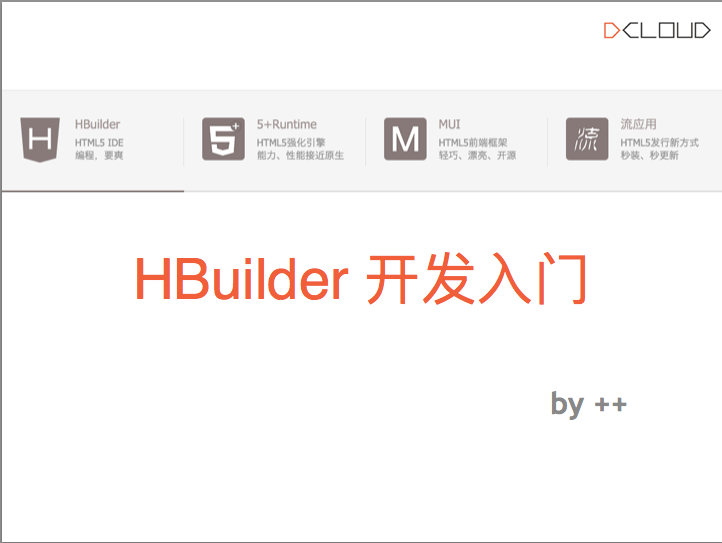 DCLOUD
HBuilder
HTML5 IDE
编程，要爽
5+Runtime
HTML5强化引擎
能力、性能接近原生
MUI
HTML5前端框架
轻巧、漂亮、开源
流应用
HTML5发行新方式
秒装、秒更新
H
5+
M
流
HBuilder 开发入门
by ++